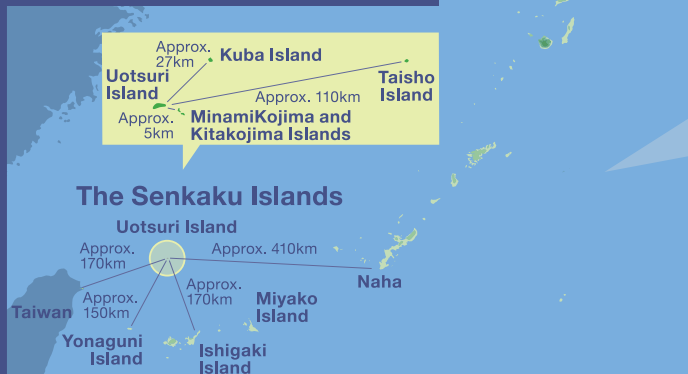 Approx.
27km
Kuba Island
Uotsuri
Island
Taisho
Island
Approx. 110km
Approx.
5km
MinamiKojima and
Kitakojima Islands
The Senkaku Islands
Uotsuri Island
Approx.
170km
Approx. 410km
Naha
Approx.
170km
Approx.
150km
Miyako
Island
Taiwan
Yonaguni
Island
Ishigaki
Island